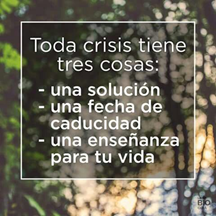 Toda crisis tiene
tres cosas:
- una solución
- una fecha de
caducidad
- una enseñanza
para tu vida